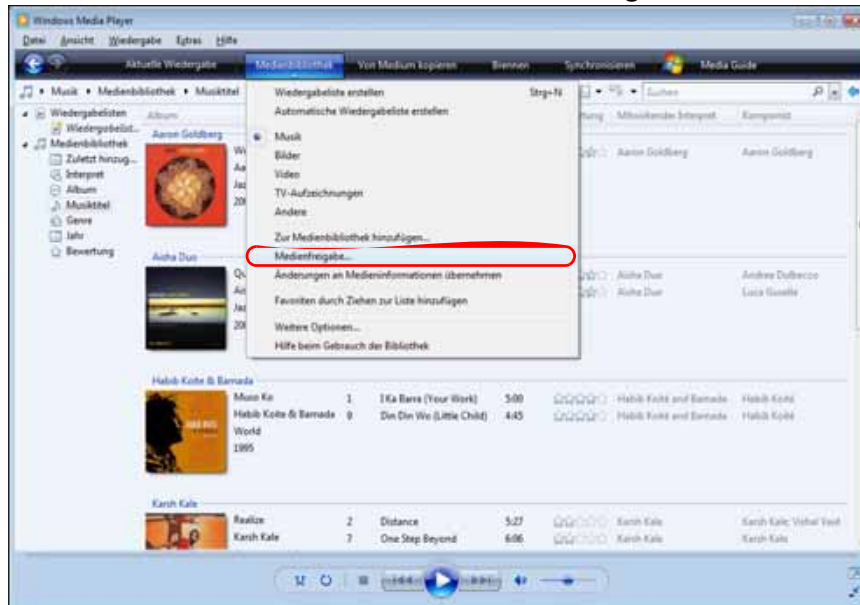 Windows Media Player
Datei Ansicht Wiedergabe Extras Hilfe
Aktuelle Wiedergabe Medienbibliothek Von Medium kopieren Brennen Synchronisieren Media Guide
Musik Medienbibliothek Musiktitel
Suchen
Wiedergabelisten
Wiedergabelist...
Medienbibliothek
Zuletzt hinzug...
Interpret
Album
Musiktitel
Genre
Jahr
Bewertung
Wiedergabeliste erstellen Strg+N
Automatische Wiedergabeliste erstellen
Musik
Bilder
Video
TV-Aufzeichnungen
Andere
Zur Medienbibliothek hinzufügen...
Medienfreigabe...
Änderungen an Medieninformationen übernehmen
Favoriten durch Ziehen zur Liste hinzufügen
Weitere Optionen...
Hilfe beim Gebrauch der Bibliothek
Album Mitwirkender Interpret Komponist
Aaron Goldberg
Aaron Goldberg Aaron Goldberg
Aisha Duo
Aisha Duo Andrea Dulbecco
Aisha Duo Luca Gusella
Habib Koite & Bamada
Muso Ko 1 I Ka Barra (Your Work) 5:00 Habib Koité and Bamada Habib Koité
Habib Koite & Bamada 9 Din Din Wo (Little Child) 4:45 Habib Koité and Bamada Habib Koité
World
1995
Karsh Kale
Realize 2 Distance 5:27 Karsh Kale Karsh Kale; Vishal Vaid
Karsh Kale 7 One Step Beyond 6:06 Karsh Kale Karsh Kale